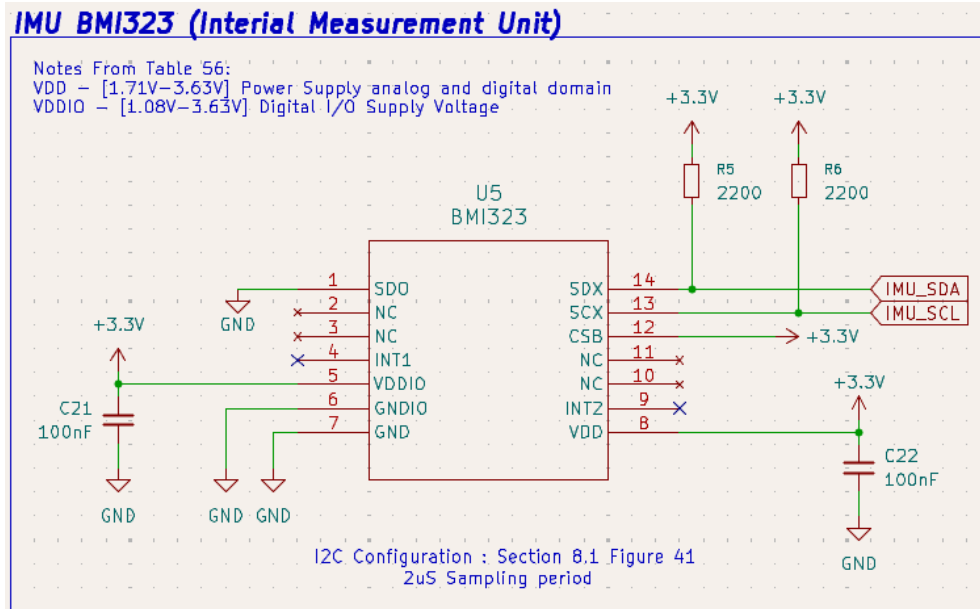 IMU BMI323 (Interial Measurement Unit)
Notes From Table 56:
VDD - [1.71V-3.63V] Power Supply analog and digital domain
VDDIO - [1.08V-3.63V] Digital I/O Supply Voltage
+3.3V
+3.3V
R5
2200
R6
2200
U5
BMI323
1
SDO
2
NC
3
NC
4
INT1
5
VDDIO
6
GNDIO
7
GND
SDX
14
SCX
13
CSB
12
NC
11
NC
10
INT2
9
VDD
8
IMU_SDA
IMU_SCL
+3.3V
GND
+3.3V
C21
100nF
GND
GND
GND
+3.3V
C22
100nF
GND
I2C Configuration : Section 8.1 Figure 41
2uS Sampling period